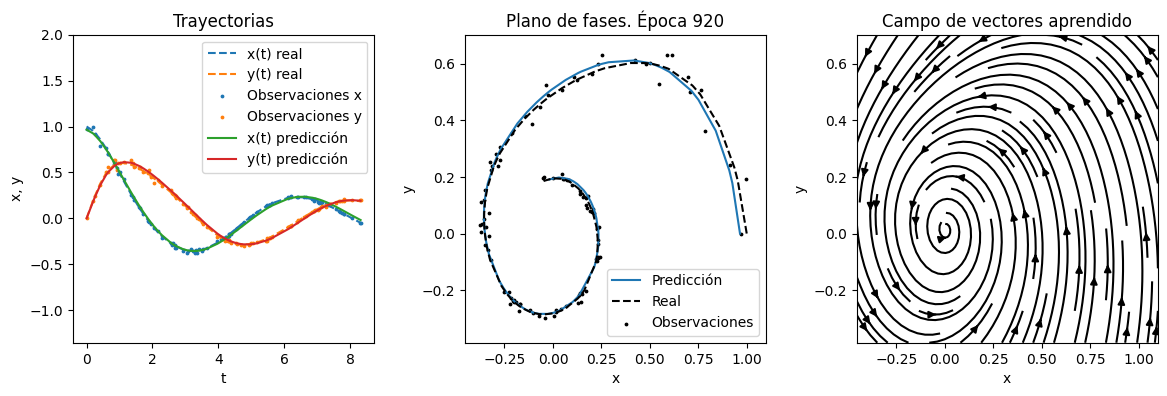 Trayectorias
2.0
1.5
1.0
0.5
0.0
−0.5
−1.0
x, y
0 2 4 6 8
t
x(t) real
y(t) real
Observaciones x
Observaciones y
x(t) predicción
y(t) predicción
Plano de fases. Época 920
0.6
0.4
0.2
0.0
−0.2
y
−0.25 0.00 0.25 0.50 0.75 1.00
x
Predicción
Real
Observaciones
Campo de vectores aprendido
0.6
0.4
0.2
0.0
−0.2
y
−0.25 0.00 0.25 0.50 0.75 1.00
x